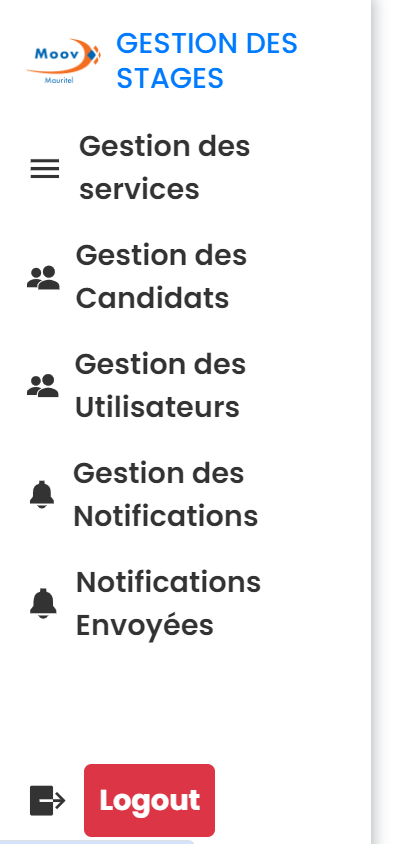 Moov
Mauritel
GESTION DES
STAGES
Gestion des
services
Gestion des
Candidats
Gestion des
Utilisateurs
Gestion des
Notifications
Notifications
Envoyées
Logout